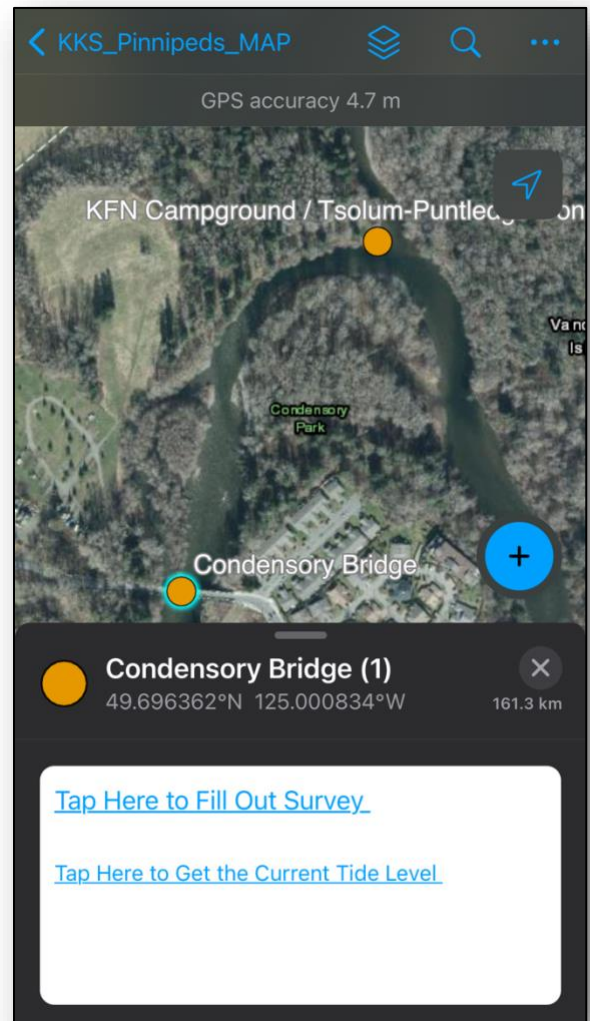 KKS_Pinnipeds_MAP
GPS accuracy 4.7 m
KFN Campground / Tsolum-Puntledge
Condensory
Park
Condensory Bridge
Condensory Bridge (1)
49.696362°N 125.000834°W
161.3 km
Tap Here to Fill Out Survey
Tap Here to Get the Current Tide Level